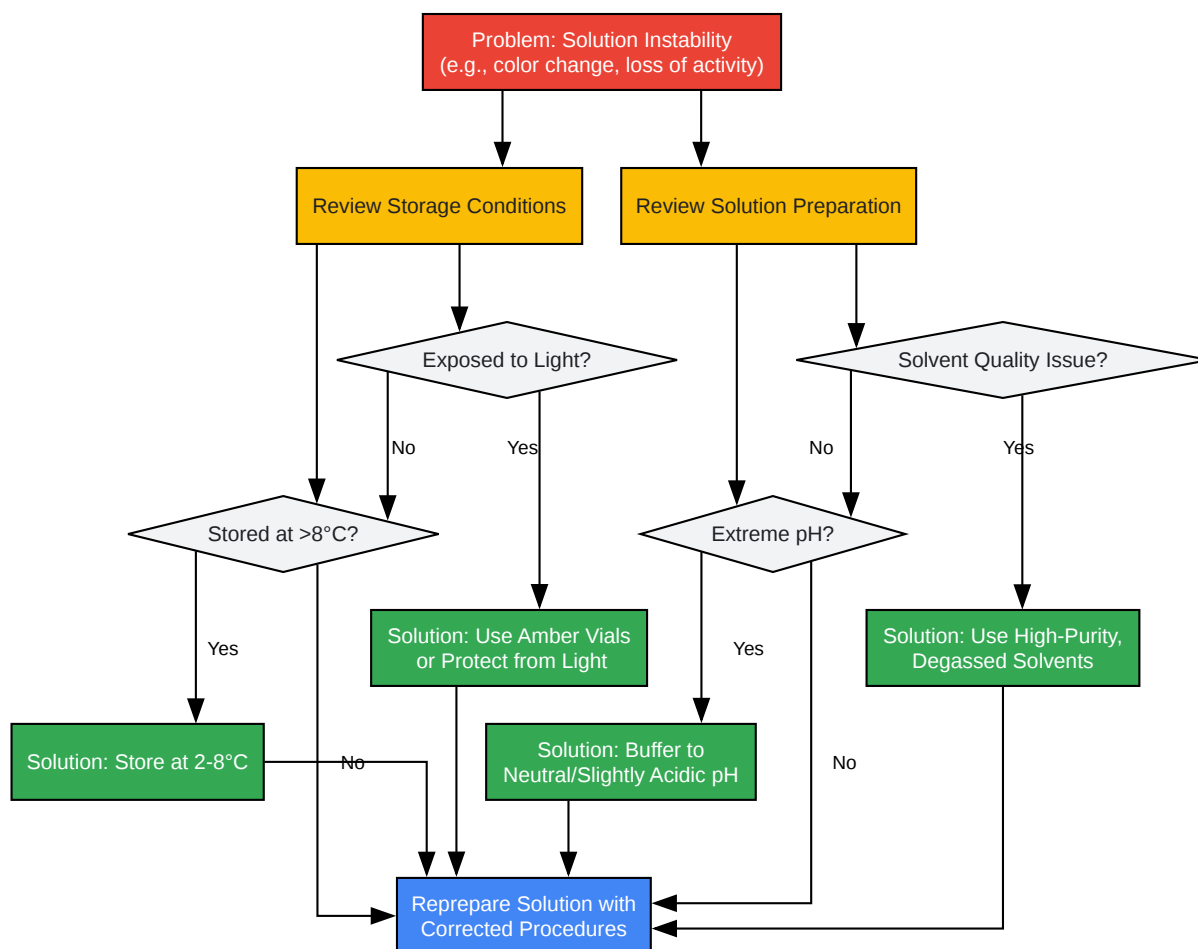 Problem: Solution Instability
(e.g., color change, loss of activity)
Review Storage Conditions
Review Solution Preparation
Exposed to Light?
Solvent Quality Issue?
No
Yes
No
Yes
Stored at >8°C?
Extreme pH?
Yes
Solution: Use Amber Vials
or Protect from Light
Yes
Solution: Use High-Purity,
Degassed Solvents
Solution: Store at 2-8°C
No
Solution: Buffer to
Neutral/Slightly Acidic pH
No
Reprepare Solution with
Corrected Procedures